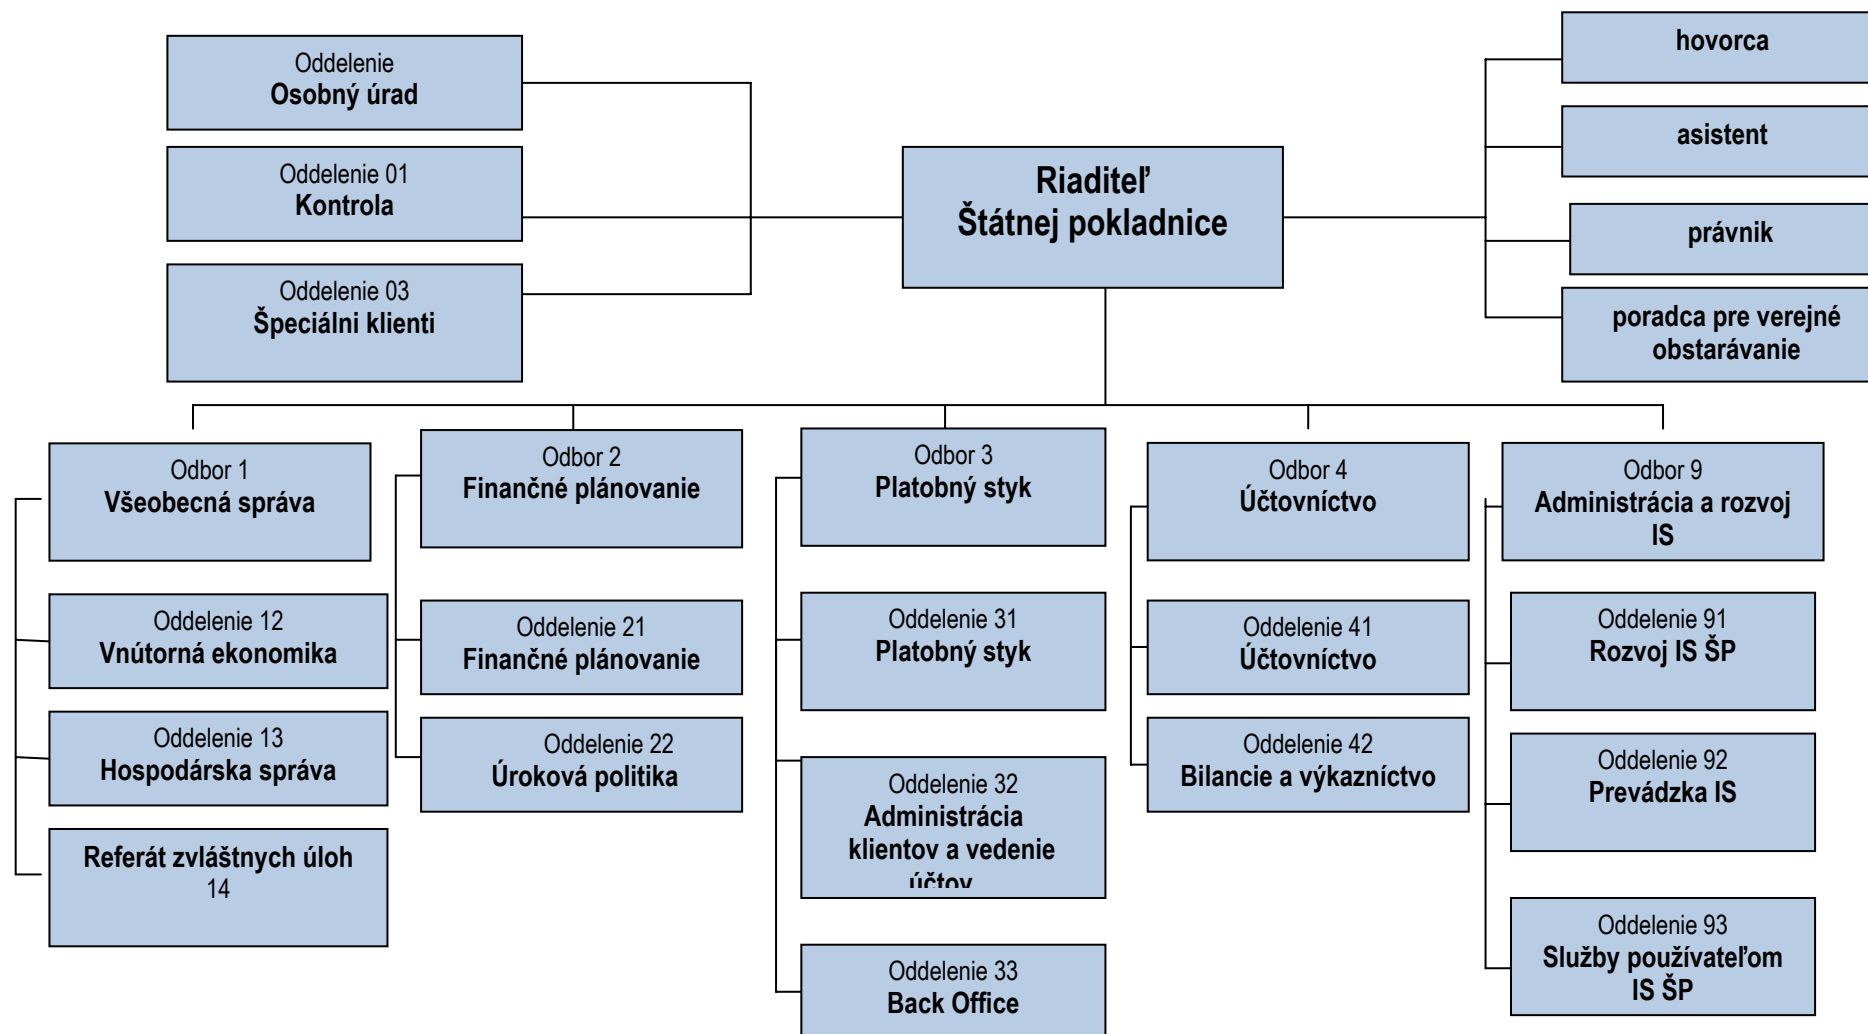 Oddelenie
Osobný úrad
Oddelenie 01
Kontrola
Oddelenie 03
Špeciálni klienti
Riaditeľ
Štátnej pokladnice
hovorca
asistent
právnik
poradca pre verejné
obstarávanie
Odbor 1
Všeobecná správa
Oddelenie 12
Vnútorná ekonomika
Oddelenie 13
Hospodárska správa
Referát zvláštnych úloh
14
Odbor 2
Finančné plánovanie
Oddelenie 21
Finančné plánovanie
Oddelenie 22
Úroková politika
Odbor 3
Platobný styk
Oddelenie 31
Platobný styk
Oddelenie 32
Administrácia
klientov a vedenie
účtov
Oddelenie 33
Back Office
Odbor 4
Účtovníctvo
Oddelenie 41
Účtovníctvo
Oddelenie 42
Bilancie a výkazníctvo
Odbor 9
Administrácia a rozvoj
IS
Oddelenie 91
Rozvoj IS ŠP
Oddelenie 92
Prevádzka IS
Oddelenie 93
Služby používateľom
IS ŠP